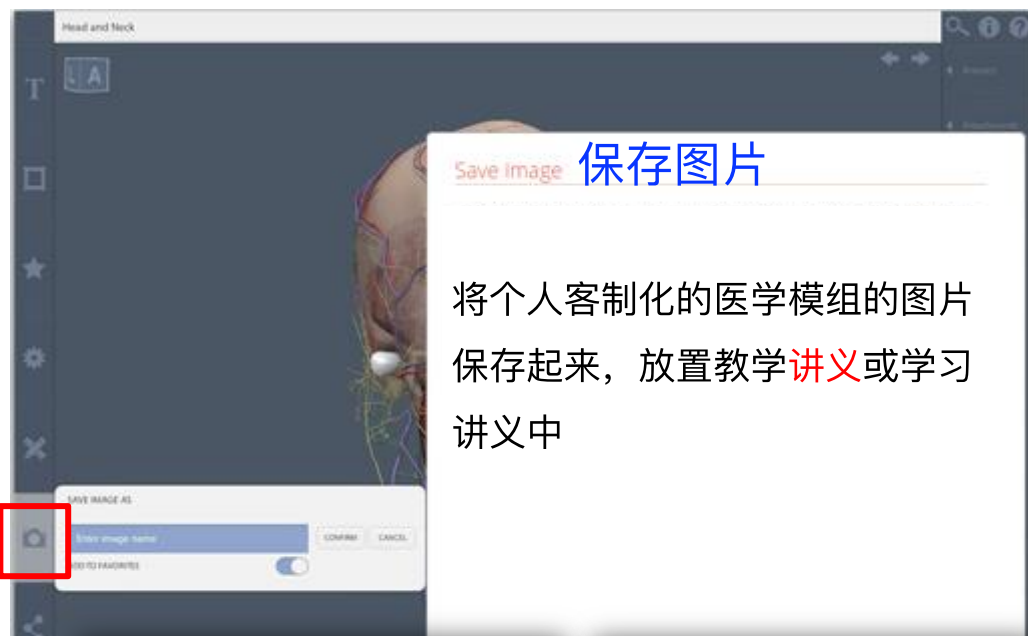 Head and Neck
T
L A
Save Image 保存图片
将个人客制化的医学模组的图片
保存起来，放置教学讲义或学习
讲义中
SAVE IMAGE AS
Enter image name
CONFIRM CANCEL
ADD TO FAVORITES